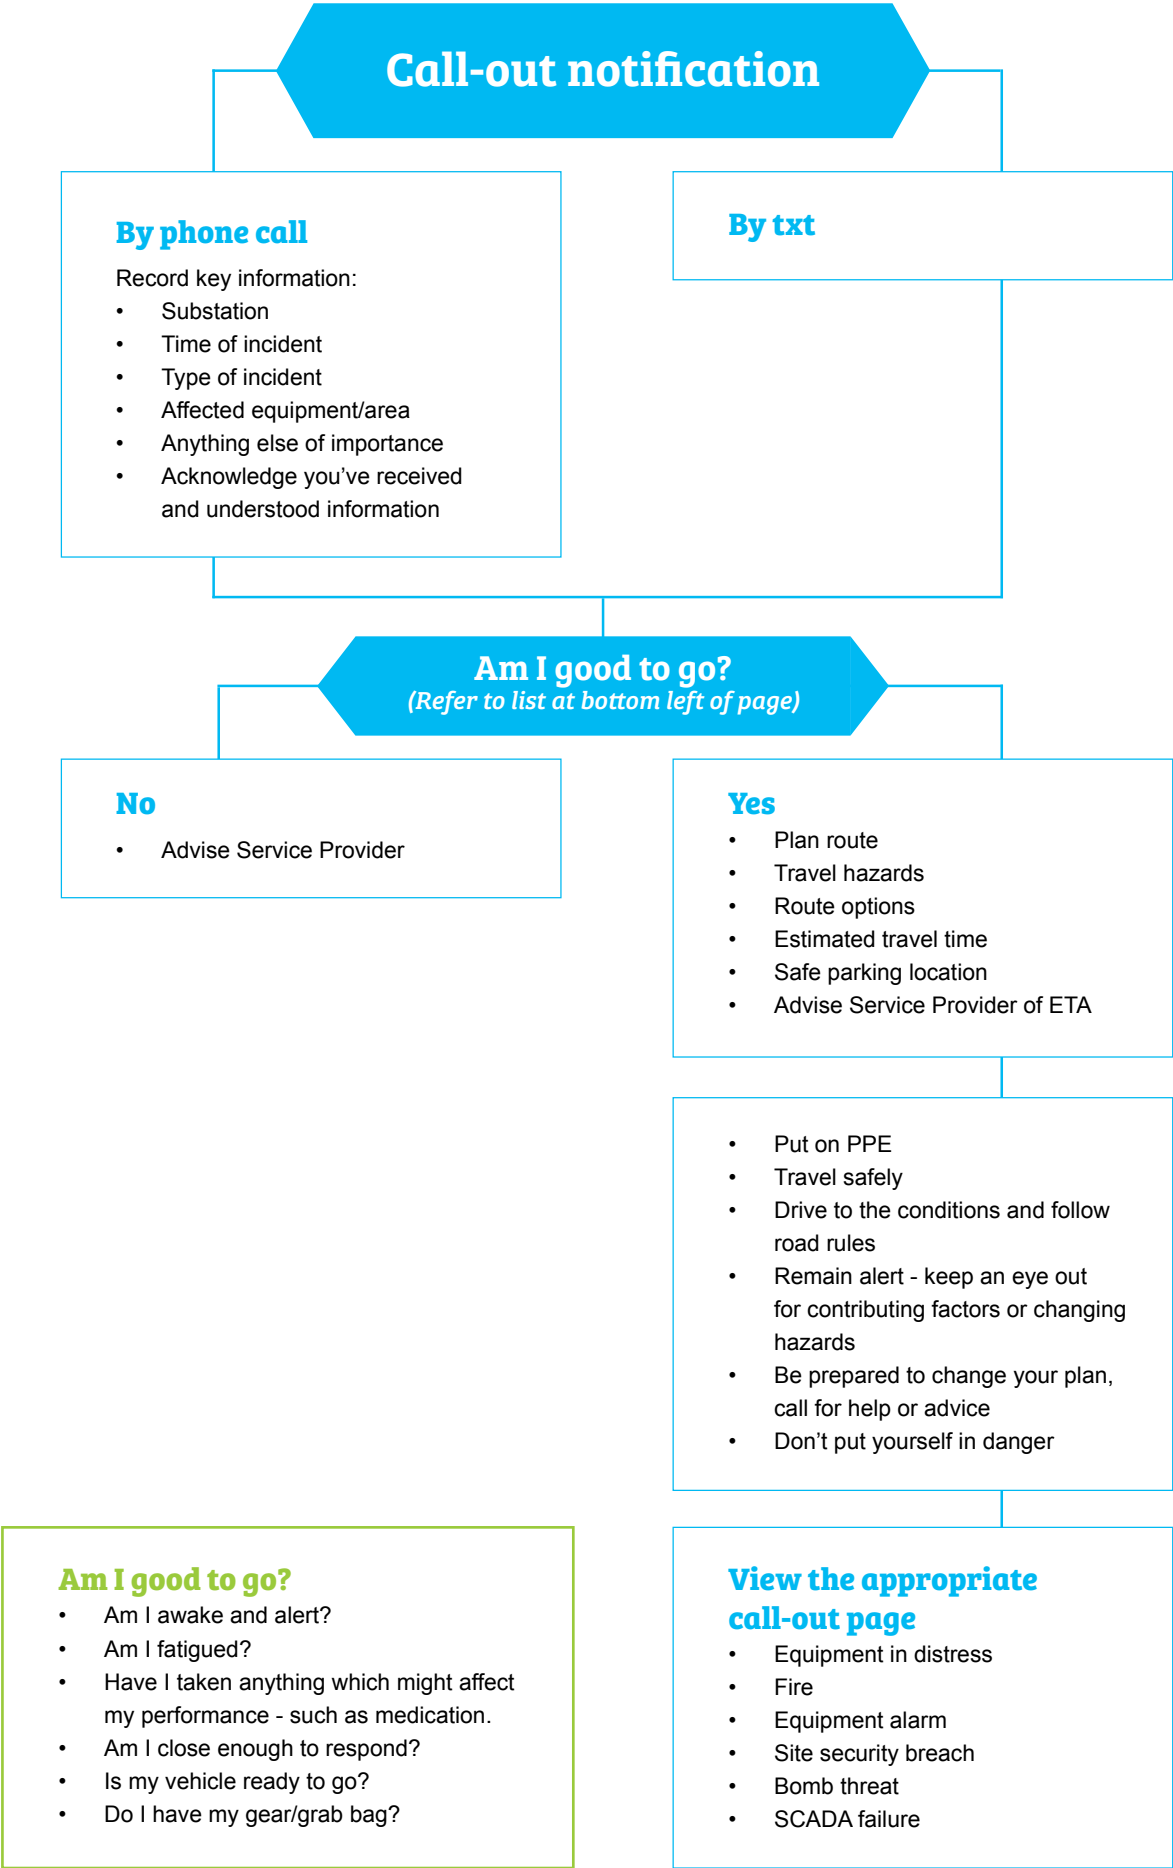 Call-out notification
By phone call
Record key information:
• Substation
• Time of incident
• Type of incident
• Affected equipment/area
• Anything else of importance
• Acknowledge you’ve received
and understood information
By txt
Am I good to go?
(Refer to list at bottom left of page)
No
• Advise Service Provider
Yes
• Plan route
• Travel hazards
• Route options
• Estimated travel time
• Safe parking location
• Advise Service Provider of ETA
• Put on PPE
• Travel safely
• Drive to the conditions and follow
road rules
• Remain alert - keep an eye out
for contributing factors or changing
hazards
• Be prepared to change your plan,
call for help or advice
• Don’t put yourself in danger
Am I good to go?
• Am I awake and alert?
• Am I fatigued?
• Have I taken anything which might affect
my performance - such as medication.
• Am I close enough to respond?
• Is my vehicle ready to go?
• Do I have my gear/grab bag?
View the appropriate
call-out page
• Equipment in distress
• Fire
• Equipment alarm
• Site security breach
• Bomb threat
• SCADA failure